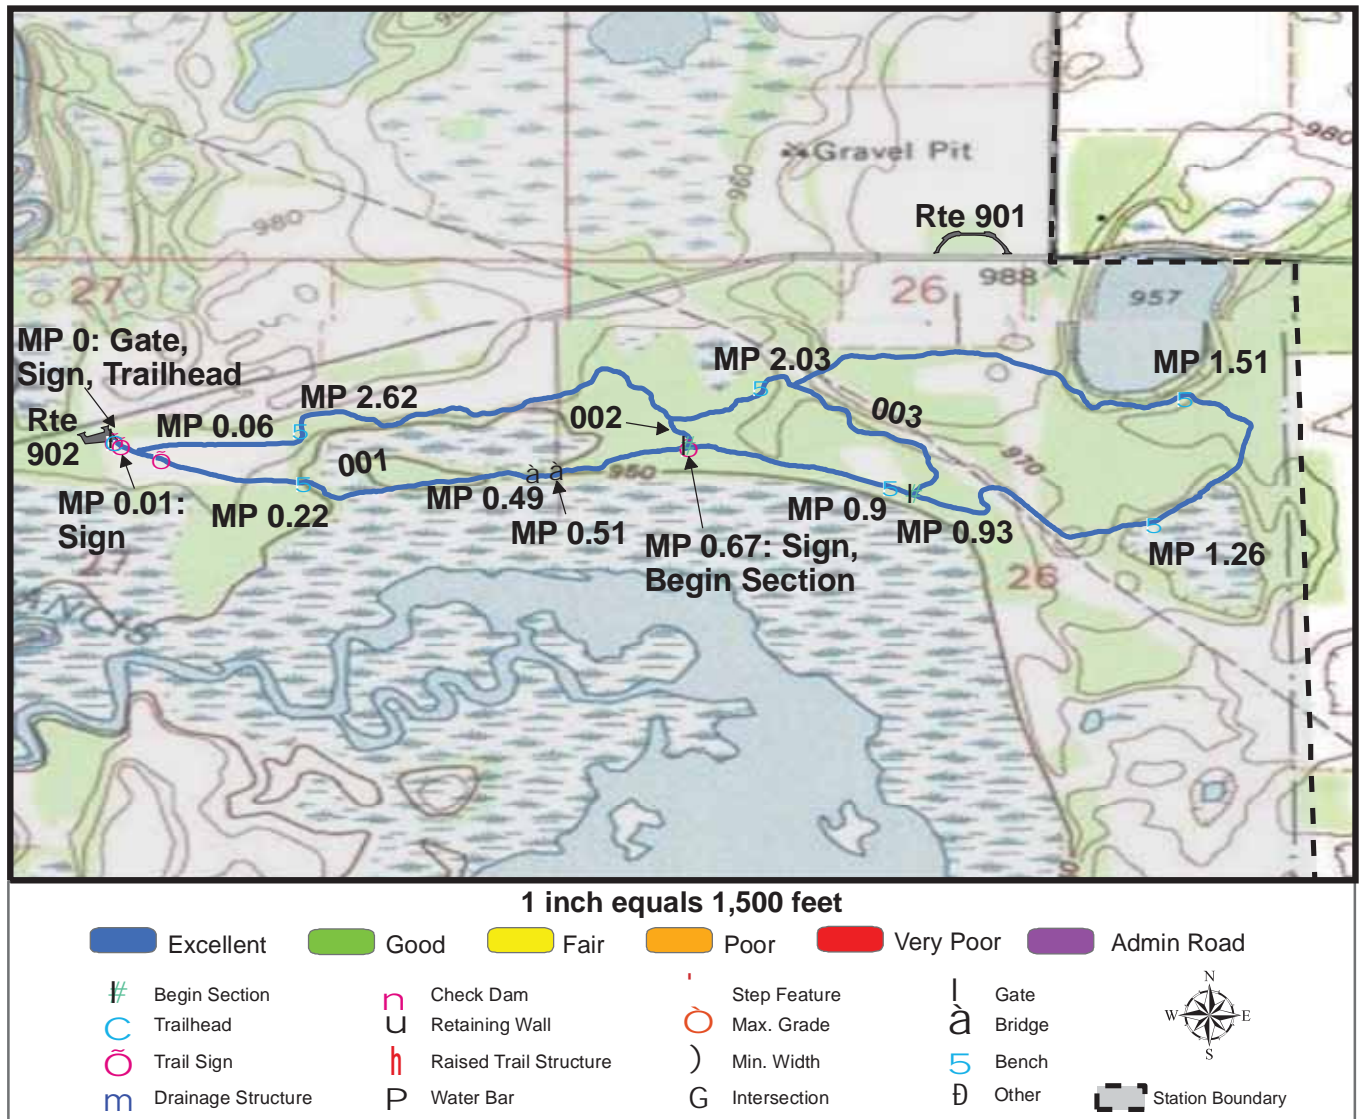 960
Gravel Pit
980
980
960
Rte 901
27
26
988
957
MP 0: Gate,
Sign, Trailhead
MP 2.03
MP 1.51
MP 2.62
Rte
902
MP 0.06
002
003
001
950
970
MP 0.01:
Sign
MP 0.22
MP 0.49
MP 0.51
MP 0.9
MP 0.93
MP 0.67: Sign,
Begin Section
MP 1.26
26
1 inch equals 1,500 feet
Excellent
Good
Fair
Poor
Very Poor
Admin Road
Begin Section
Check Dam
Step Feature
Gate
Trailhead
Retaining Wall
Max. Grade
Bridge
Trail Sign
Raised Trail Structure
Min. Width
Bench
Drainage Structure
Water Bar
Intersection
Other
Station Boundary
N
W
E
S